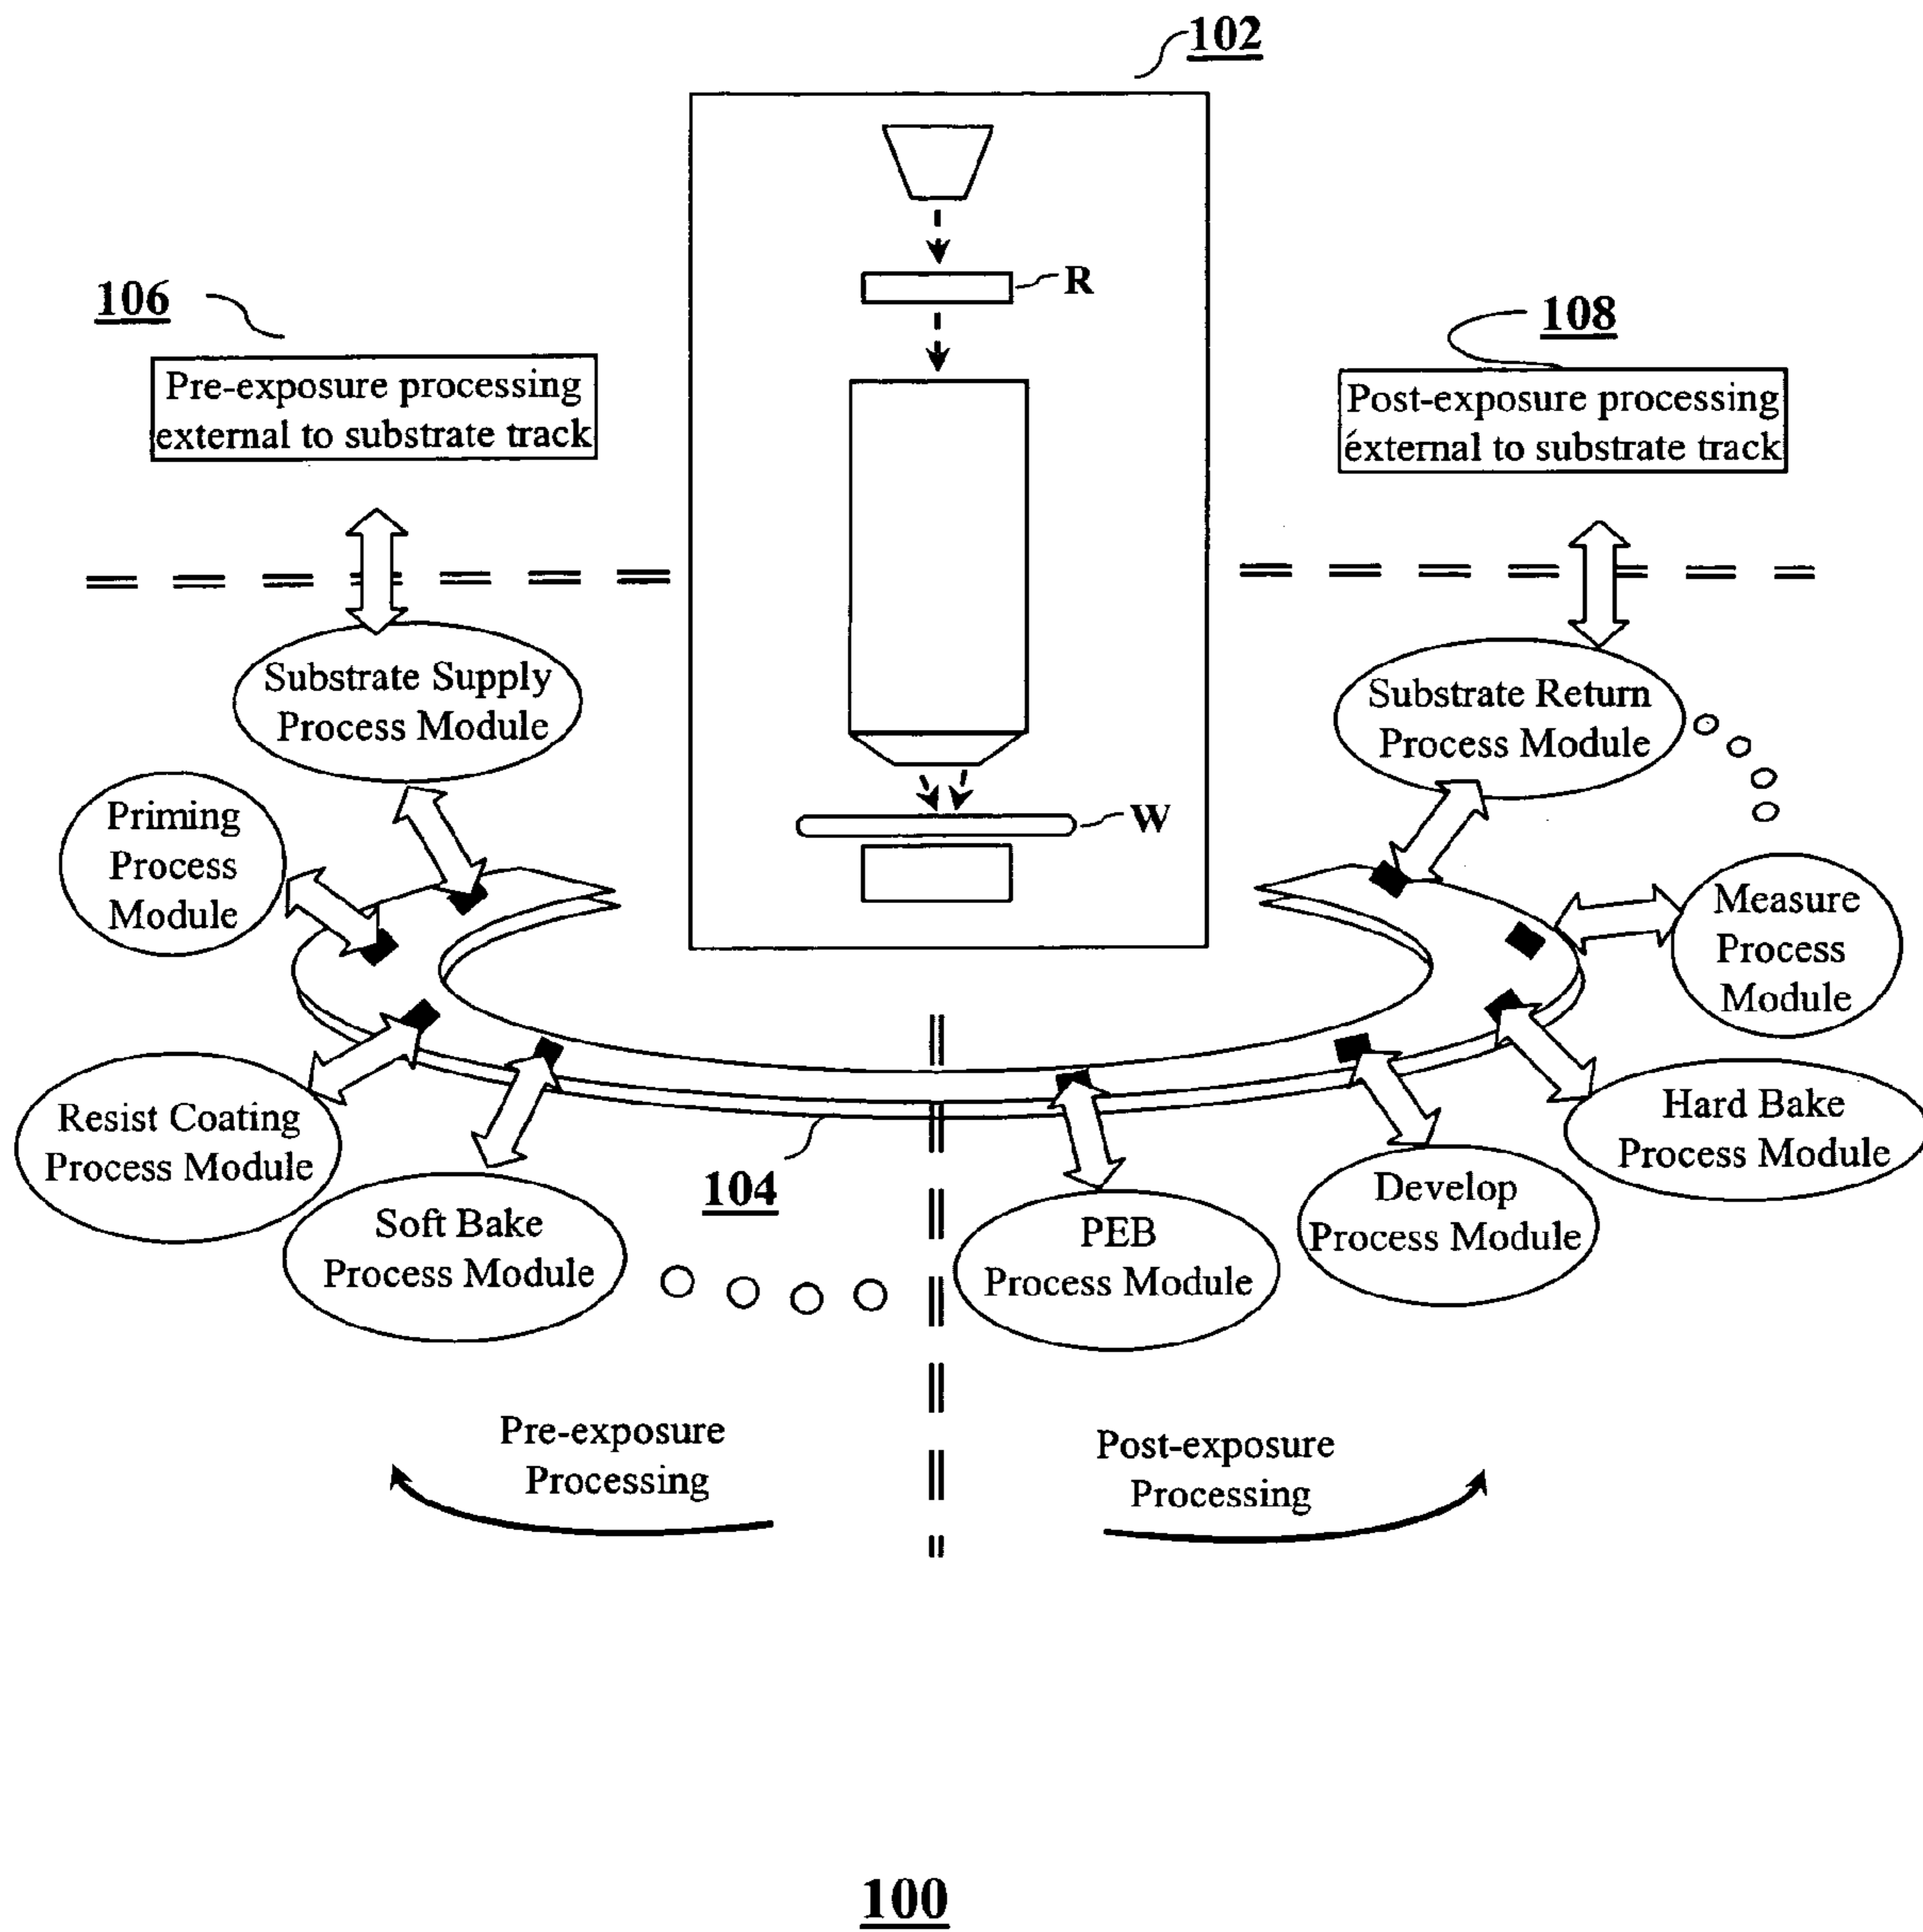 102
R
106
Pre-exposure processing
external to substrate track
108
Post-exposure processing
external to substrate track
Substrate Supply
Process Module
Substrate Return
Process Module
Priming
Process
Module
W
Measure
Process
Module
Resist Coating
Process Module
Soft Bake
Process Module
104
PEB
Process Module
Develop
Process Module
Hard Bake
Process Module
Pre-exposure
Processing
Post-exposure
Processing
100